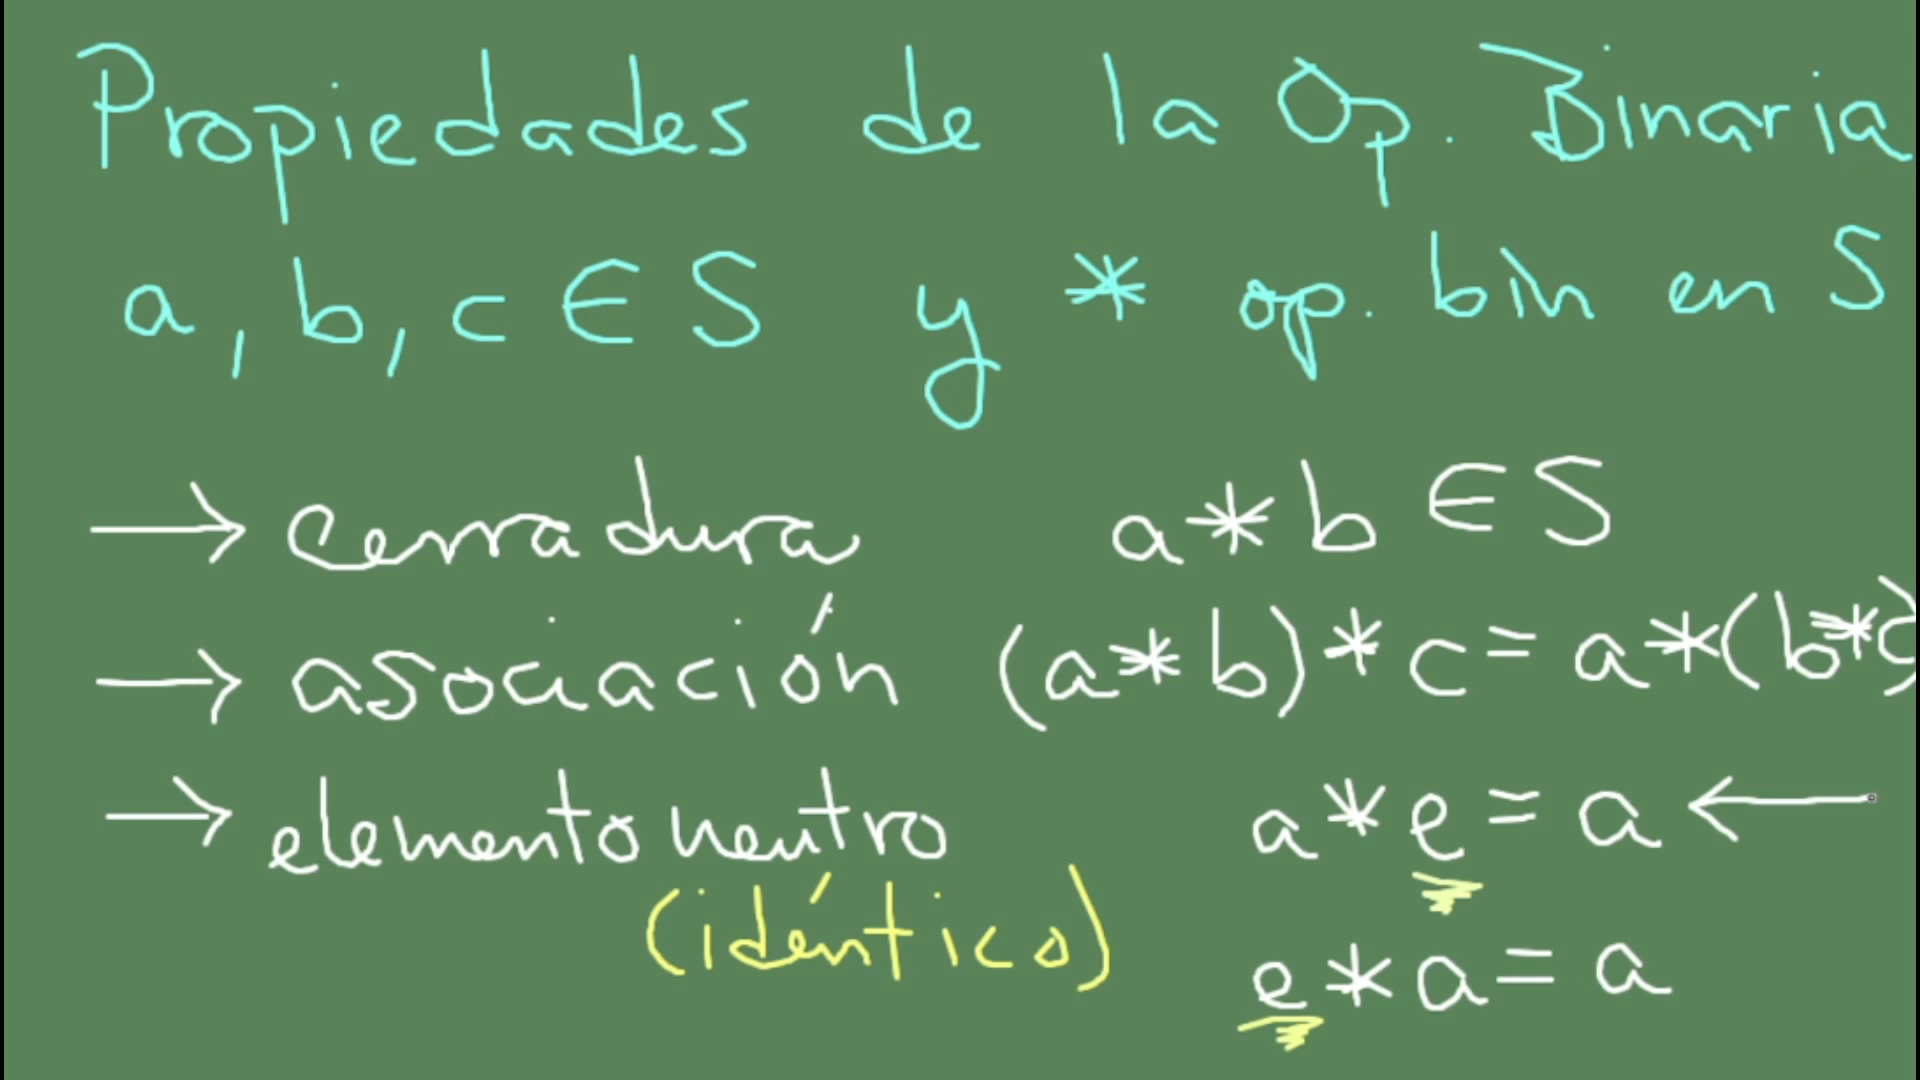 Propiedades de la Op. Binaria
a, b, c ∈ S y * op. bin en S
→ cerradura a * b ∈ S
→ asociación (a * b) * c = a * (b * c)
→ elemento neutro a * e = a ←
(idéntico)
e * a = a